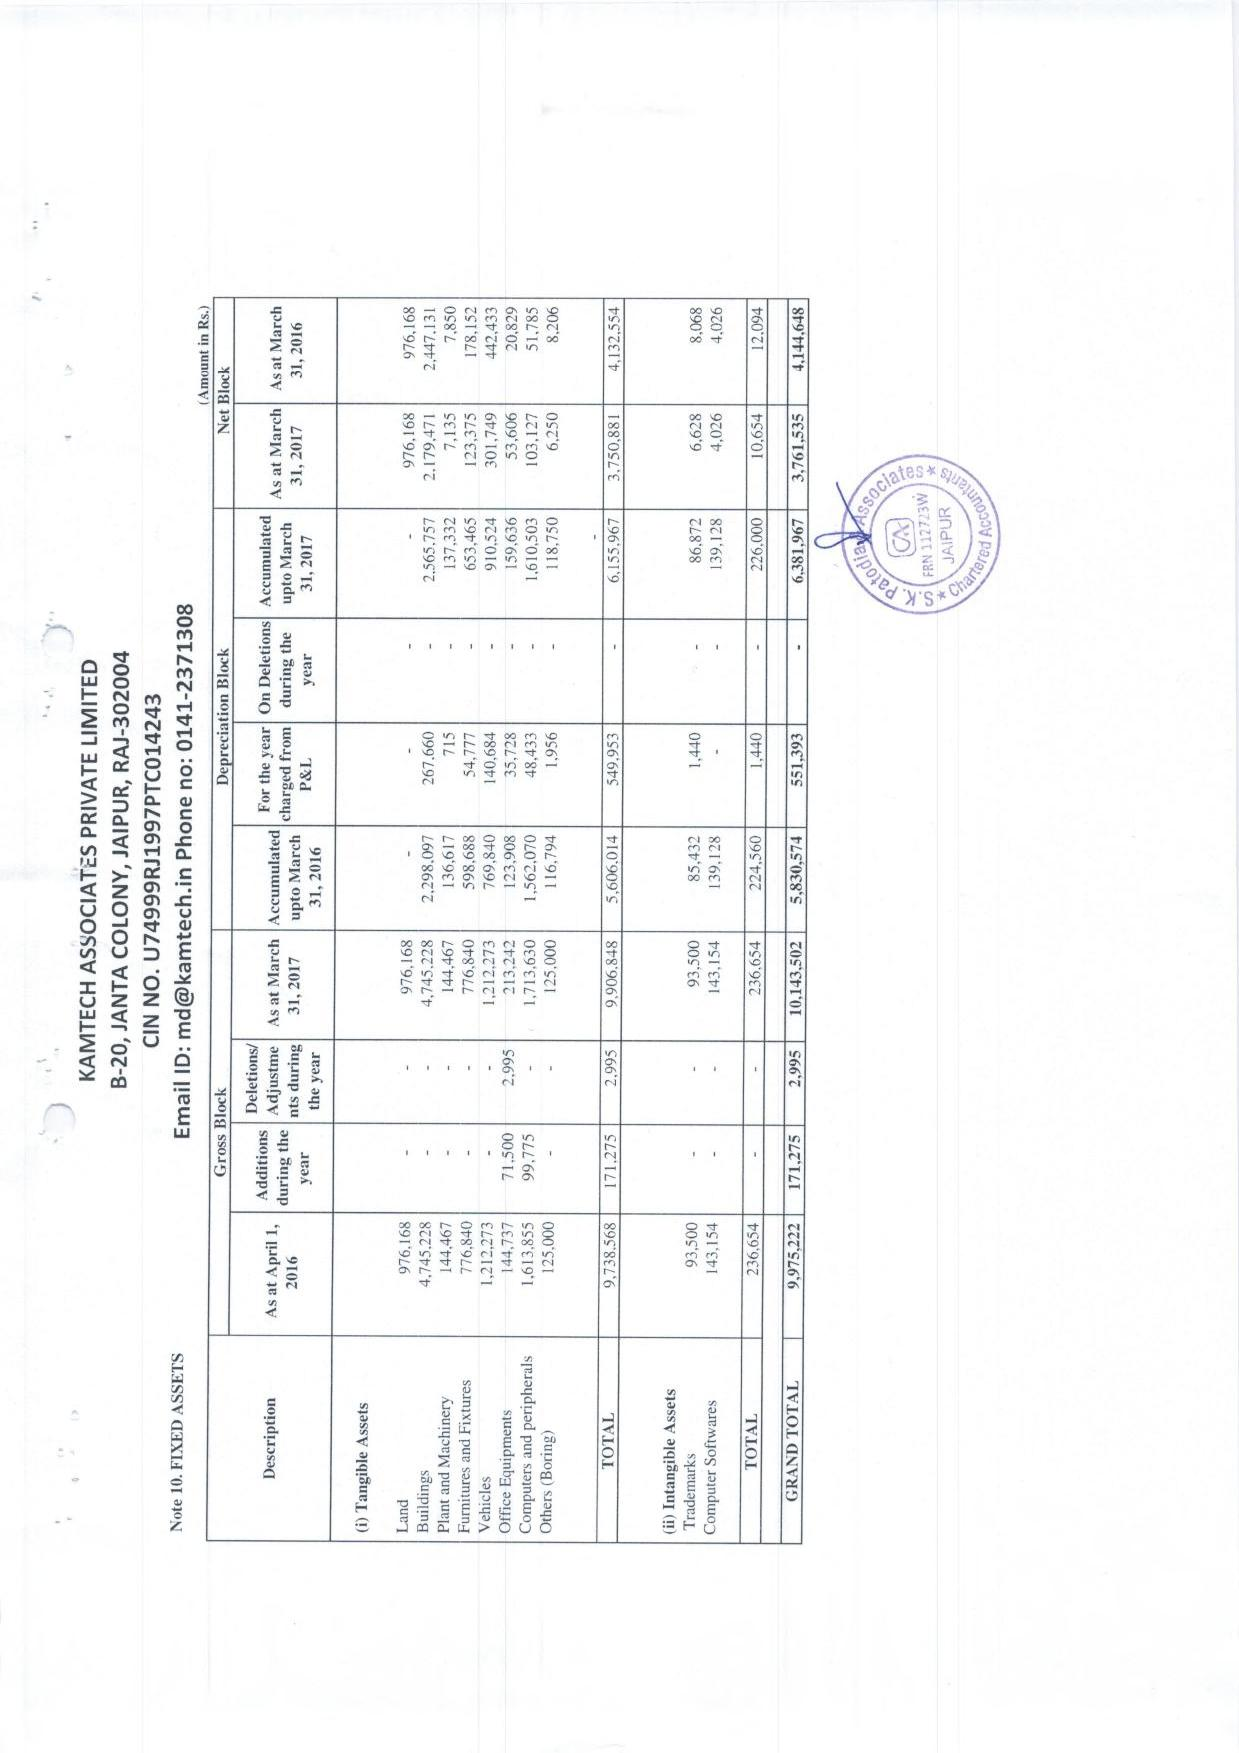 KAMTECH ASSOCIATES PRIVATE LIMITED
B-20, JANTA COLONY, JAIPUR, RAJ-302004
CIN NO. U74999RJ1997PTC014243
Email ID: md@kamtech.in Phone no: 0141-2371308
Note 10. FIXED ASSETS
(Amount in Rs.)
Gross Block Depreciation Block Net Block
Description As at April 1, 2016 Additions during the year Deletions/ Adjustme nts during the year As at March 31, 2017 Accumulated upto March 31, 2016 For the year charged from P&L On Deletions during the year Accumulated upto March 31, 2017 As at March 31, 2017 As at March 31, 2016
(i) Tangible Assets
Land 976,168 - - 976,168 - - - - 976,168 976,168
Buildings 4,745,228 - - 4,745,228 2,298,097 267,660 - 2,565,757 2,179,471 2,447,131
Plant and Machinery 144,467 - - 144,467 136,617 715 - 137,332 7,135 7,850
Furnitures and Fixtures 776,840 - - 776,840 598,688 54,777 - 653,465 123,375 178,152
Vehicles 1,212,273 - - 1,212,273 769,840 140,684 - 910,524 301,749 442,433
Office Equipments 144,737 71,500 2,995 213,242 123,908 35,728 - 159,636 53,606 20,829
Computers and peripherals 1,613,855 99,775 - 1,713,630 1,562,070 48,433 - 1,610,503 103,127 51,785
Others (Boring) 125,000 - - 125,000 116,794 1,956 - 118,750 6,250 8,206
-
TOTAL 9,738,568 171,275 2,995 9,906,848 5,606,014 549,953 - 6,155,967 3,750,881 4,132,554
(ii) Intangible Assets
Trademarks 93,500 - - 93,500 85,432 1,440 - 86,872 6,628 8,068
Computer Softwares 143,154 - - 143,154 139,128 - - 139,128 4,026 4,026
TOTAL 236,654 - - 236,654 224,560 1,440 - 226,000 10,654 12,094
GRAND TOTAL 9,975,222 171,275 2,995 10,143,502 5,830,574 551,393 - 6,381,967 3,761,535 4,144,648
S.K. Patodia & Associates
CA
FRN 112723W
JAIPUR
Chartered Accountants